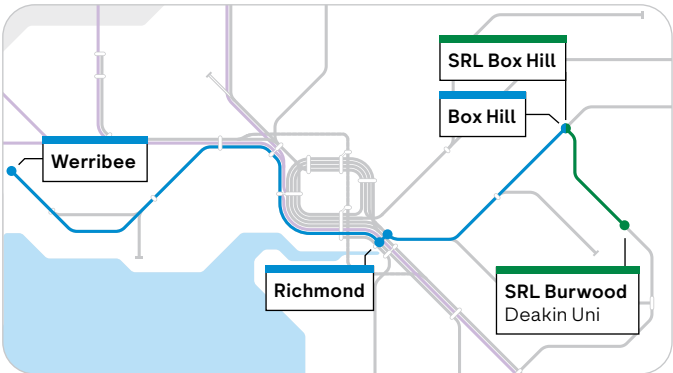 SRL Box Hill
Box Hill
Werribee
Richmond
SRL Burwood
Deakin Uni